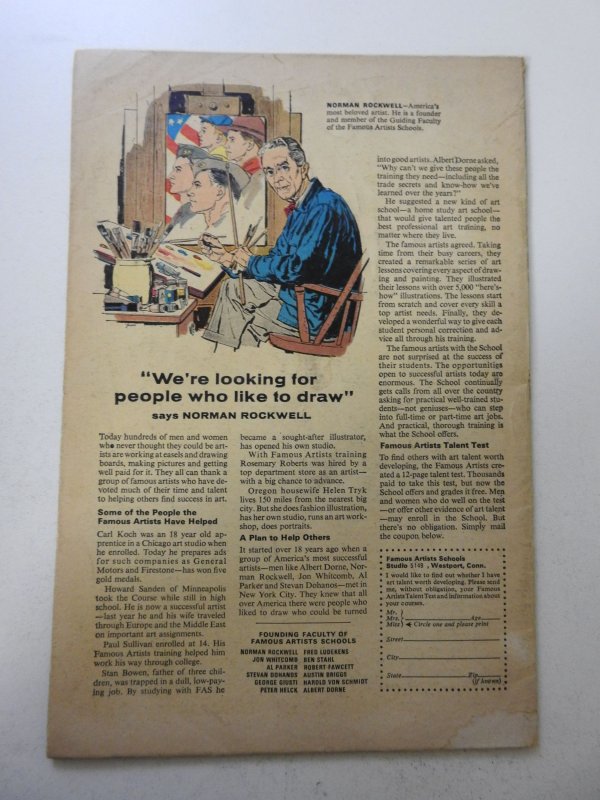 NORMAN ROCKWELL—America's
most beloved artist. He is a founder
and member of the Guiding Faculty
of the Famous Artists Schools.
"We're looking for
people who like to draw"
says NORMAN ROCKWELL
Today hundreds of men and women
who never thought they could be art-
ists are working at easels and drawing
boards, making pictures and getting
well paid for it. They all can thank a
group of famous artists who have de-
voted much of their time and talent
to helping others find success in art.
Some of the People the
Famous Artists Have Helped
Carl Koch was an 18 year old ap-
prentice in a Chicago art studio when
he enrolled. Today he prepares ads
for such companies as General
Motors and Firestone—has won five
gold medals.
Howard Sanden of Minneapolis
took the Course while still in high
school. He is now a successful artist
—last year he and his wife traveled
through Europe and the Middle East
on important art assignments.
Paul Sullivan enrolled at 14. His
Famous Artists training helped him
work his way through college.
Stan Bowen, father of three chil-
dren, was trapped in a dull, low-pay-
ing job. By studying with FAS he
became a sought-after illustrator,
has opened his own studio.
With Famous Artists training
Rosemary Roberts was hired by a
top department store as an artist—
with a big chance to advance.
Oregon housewife Helen Tryk
lives 150 miles from the nearest big
city. But she does fashion illustration,
has her own studio, runs an art work-
shop, does portraits.
A Plan to Help Others
It started over 18 years ago when a
group of America's most successful
artists—men like Albert Dorne, Nor-
man Rockwell, Jon Whitcomb, Al
Parker and Stevan Dohanos—met in
New York City. They knew that all
over America there were people who
liked to draw who could be turned
FOUNDING FACULTY OF
FAMOUS ARTISTS SCHOOLS
NORMAN ROCKWELL FRED LUDEKENS
JON WHITCOMB BEN STAHL
AL PARKER ROBERT FAWCETT
STEVAN DOHANOS AUSTIN BRIGGS
GEORGE GIUSTI HAROLD VON SCHMIDT
PETER HELCK ALBERT DORNE
into good artists. Albert Dorne asked,
"Why can't we give these people the
training they need—including all the
trade secrets and know-how we've
learned over the years?"
He suggested a new kind of art
school—a home study art school—
that would give talented people the
best professional art training, no
matter where they live.
The famous artists agreed. Taking
time from their busy careers, they
created a remarkable series of art
lessons covering every aspect of draw-
ing and painting. They illustrated
their lessons with over 5,000 "here's-
how" illustrations. The lessons start
from scratch and cover every skill a
top artist needs. Finally, they de-
veloped a wonderful way to give each
student personal correction and ad-
vice all through his training.
The famous artists with the School
are not surprised at the success of
their students. The opportunities
open to successful artists today are
enormous. The School continually
gets calls from all over the country
asking for practical well-trained stu-
dents—not geniuses—who can step
into full-time or part-time art jobs.
And practical, thorough training is
what the School offers.
Famous Artists Talent Test
To find others with art talent worth
developing, the Famous Artists cre-
ated a 12-page talent test. Thousands
paid to take this test, but now the
School offers and grades it free. Men
and women who do well on the test
—or offer other evidence of art talent
—may enroll in the School. But
there's no obligation. Simply mail
the coupon below.
Famous Artists Schools
Studio 5148, Westport, Conn.
I would like to find out whether I have
art talent worth developing. Please send
me, without obligation, your Famous
Artists Talent Test and information about
your courses.
Mr.
Mrs. Age
Miss Circle one and please print
Street
City
State Zip
(if known)